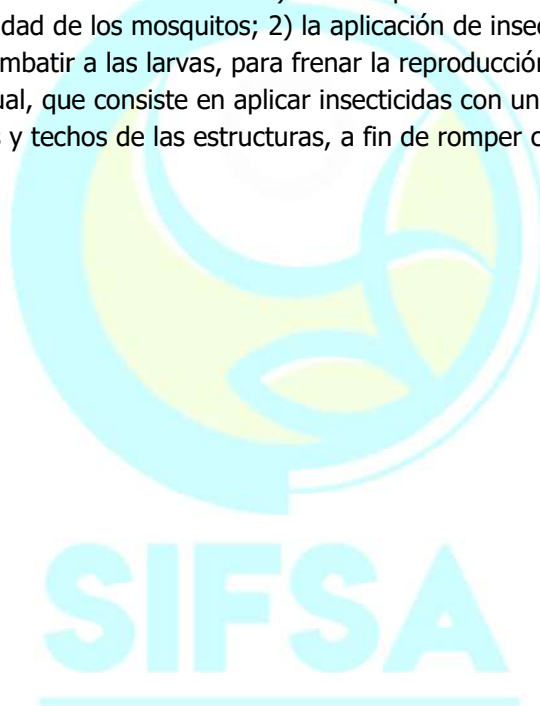 dad de los mosquitos; 2) la aplicación de insec
mbatir a las larvas, para frenar la reproducción
ual, que consiste en aplicar insecticidas con un
s y techos de las estructuras, a fin de romper c
SIFSA